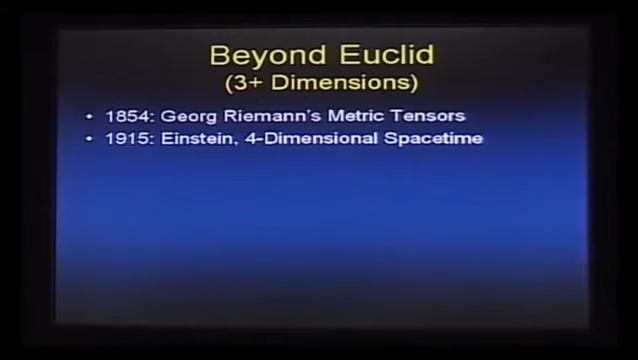 Beyond Euclid
(3+ Dimensions)
• 1854: Georg Riemann's Metric Tensors
• 1915: Einstein, 4-Dimensional Spacetime